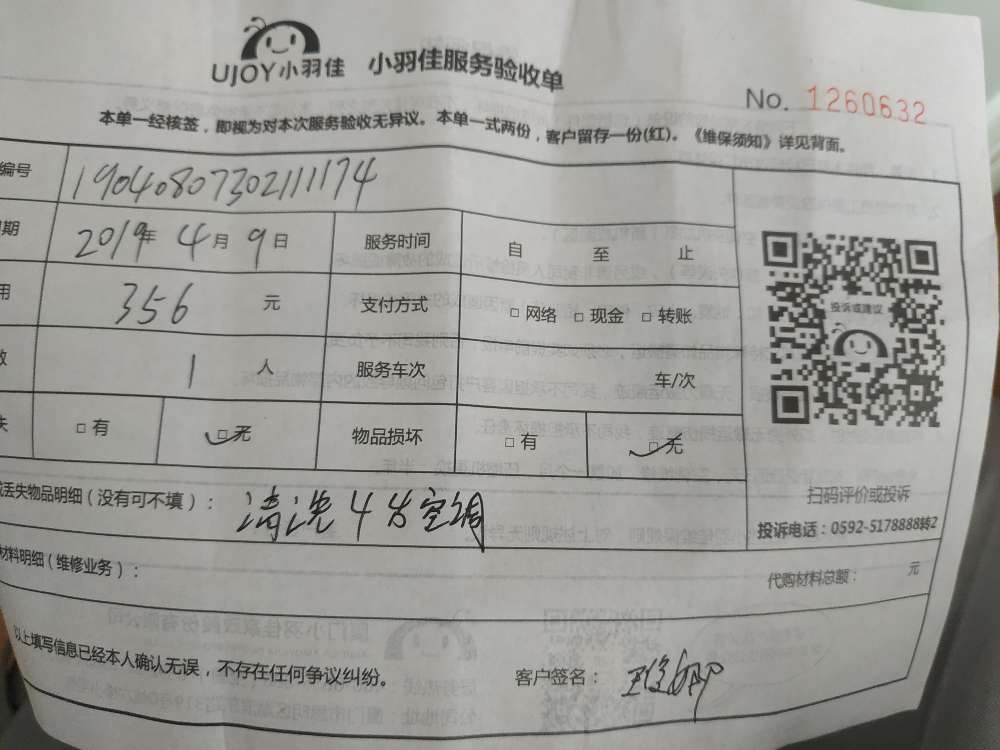 UJOY小羽佳 小羽佳服务验收单
No. 1260632
本单一经核签，即视为对本次服务验收无异议。本单一式两份，客户留存一份(红)。《维保须知》详见背面。
编号 19040807302111174
期 2019年 4月 9日 服务时间 自 至 止
用 356 元 支付方式 □网络 □现金 □转账
数 1 人 服务车次 车/次
失 □有 □无 物品损坏 □有 □无
投诉或建议
扫码评价或投诉
投诉电话：0592-5178888转2
丢失物品明细（没有可不填）： 清洗4台空调
材料明细（维修业务）： 代购材料总额： 元
以上填写信息已经本人确认无误，不存在任何争议纠纷。 客户签名：